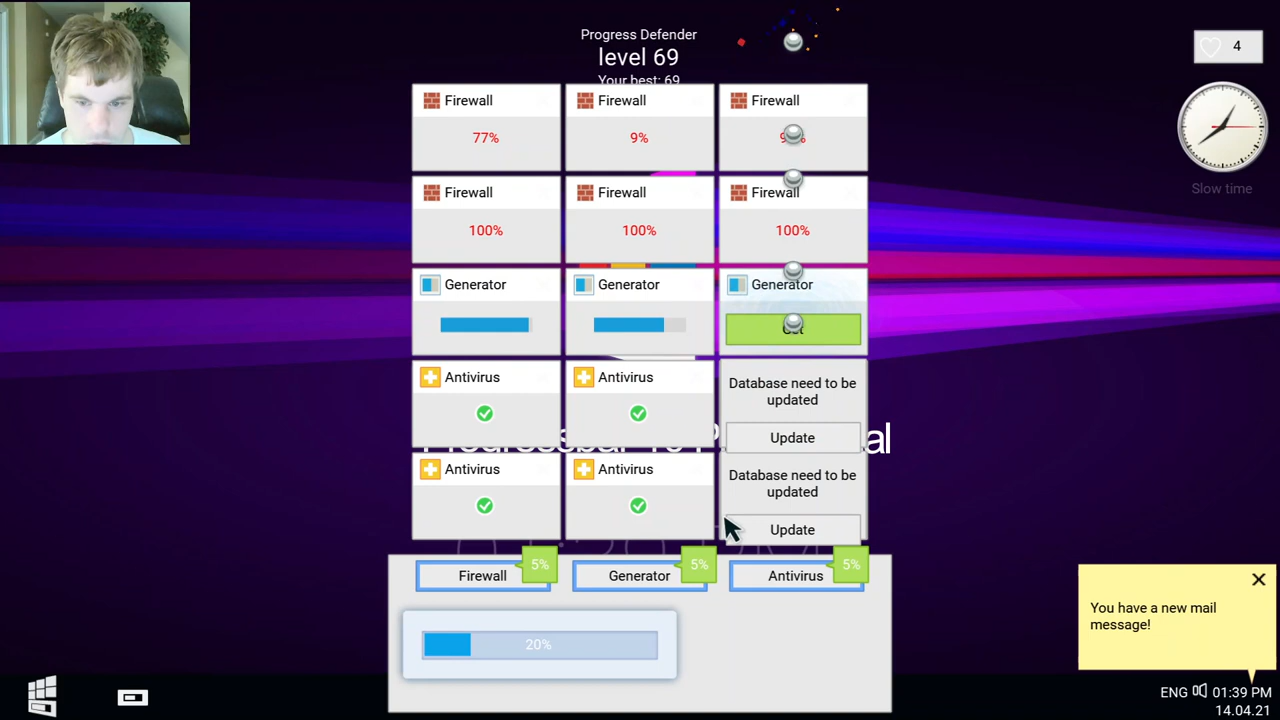 Progress Defender
level 69
Your best: 69
4
Slow time
Firewall
77%
Firewall
9%
Firewall
Firewall
100%
Firewall
100%
Firewall
100%
Generator
Generator
Generator
Antivirus
Antivirus
Database need to be
updated
Update
Antivirus
Antivirus
Database need to be
updated
Update
Firewall
5%
Generator
5%
Antivirus
5%
20%
You have a new mail
message!
ENG 01:39 PM
14.04.21